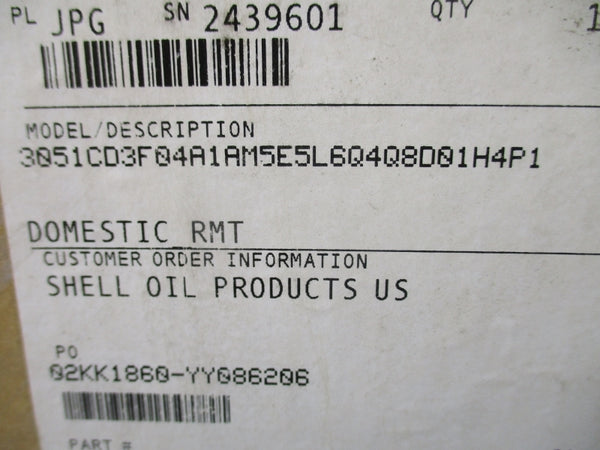 PL JPG SN 2439601 QTY 1
MODEL/DESCRIPTION
3051CD3F04A1AM5E5L6Q4Q8D01H4P1
DOMESTIC RMT
CUSTOMER ORDER INFORMATION
SHELL OIL PRODUCTS US
PO
02KK1860-YY086206
PART #